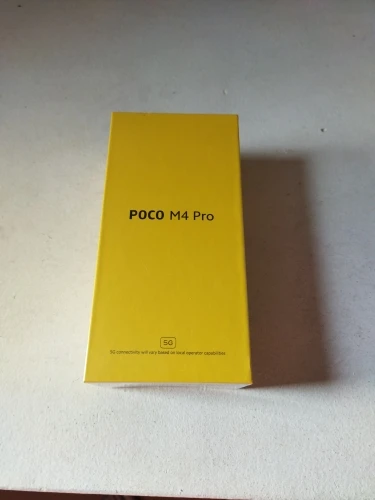 POCO M4 Pro
5G
5G connectivity will vary based on local operator capabilities.